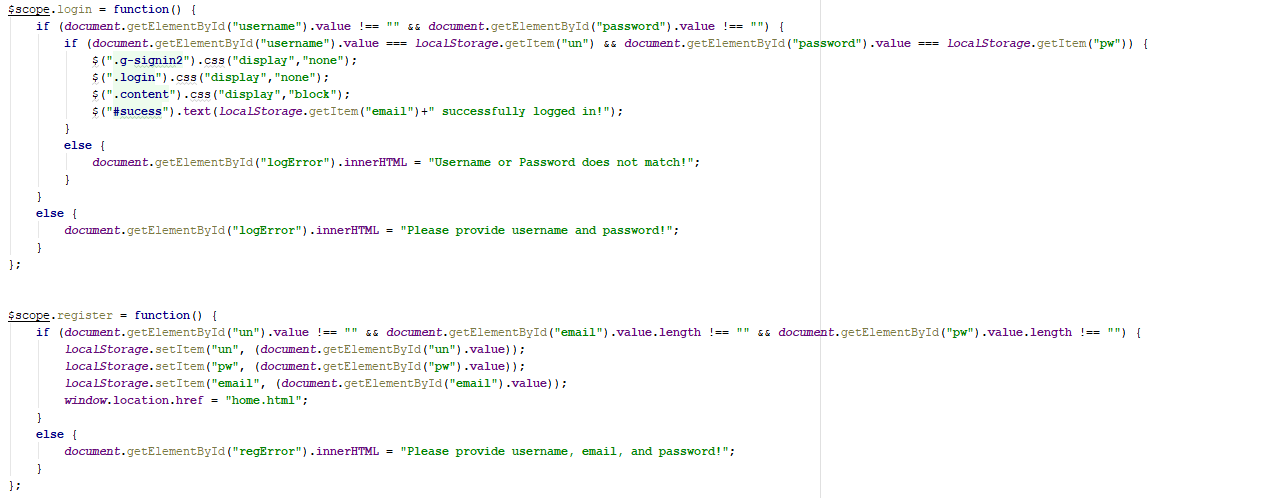 $scope.login = function() {
    if (document.getElementById("username").value !== "" && document.getElementById("password").value !== "") {
        if (document.getElementById("username").value === localStorage.getItem("un") && document.getElementById("password").value === localStorage.getItem("pw")) {
            $(".g-signin2").css("display","none");
            $(".login").css("display","none");
            $(".content").css("display","block");
            $("#sucess").text(localStorage.getItem("email")+" successfully logged in!");
        }
        else {
            document.getElementById("logError").innerHTML = "Username or Password does not match!";
        }
    }
    else {
        document.getElementById("logError").innerHTML = "Please provide username and password!";
    }
};
$scope.register = function() {
    if (document.getElementById("un").value !== "" && document.getElementById("email").value.length !== "" && document.getElementById("pw").value.length !== "") {
        localStorage.setItem("un", (document.getElementById("un").value));
        localStorage.setItem("pw", (document.getElementById("pw").value));
        localStorage.setItem("email", (document.getElementById("email").value));
        window.location.href = "home.html";
    }
    else {
        document.getElementById("regError").innerHTML = "Please provide username, email, and password!";
    }
};